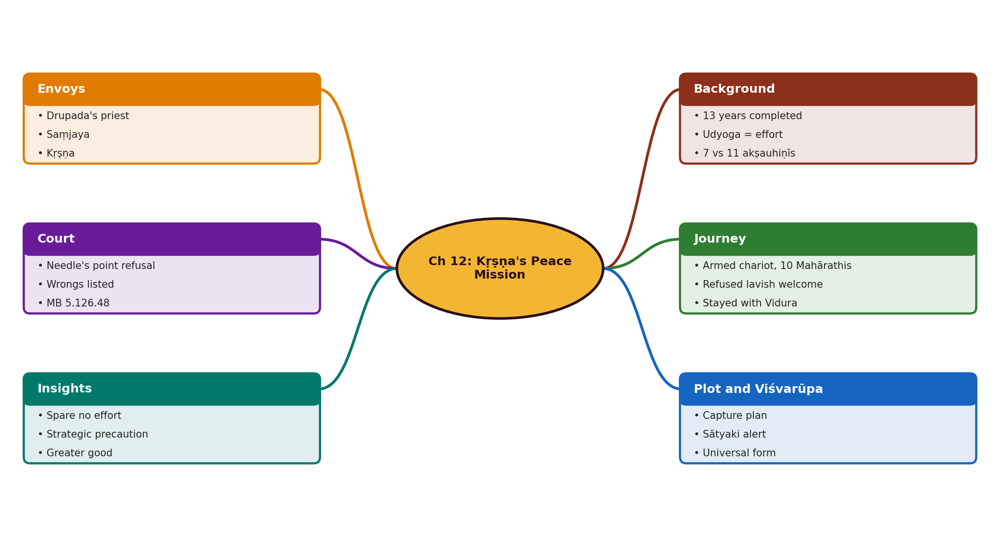 Ch 12: Kṛṣṇa's Peace
Mission
Background
• 13 years completed
• Udyoga = effort
• 7 vs 11 akṣauhiṇīs
Journey
• Armed chariot, 10 Mahārathis
• Refused lavish welcome
• Stayed with Vidura
Plot and Viśvarūpa
• Capture plan
• Sātyaki alert
• Universal form
Envoys
• Drupada's priest
• Saṃjaya
• Kṛṣṇa
Court
• Needle's point refusal
• Wrongs listed
• MB 5.126.48
Insights
• Spare no effort
• Strategic precaution
• Greater good